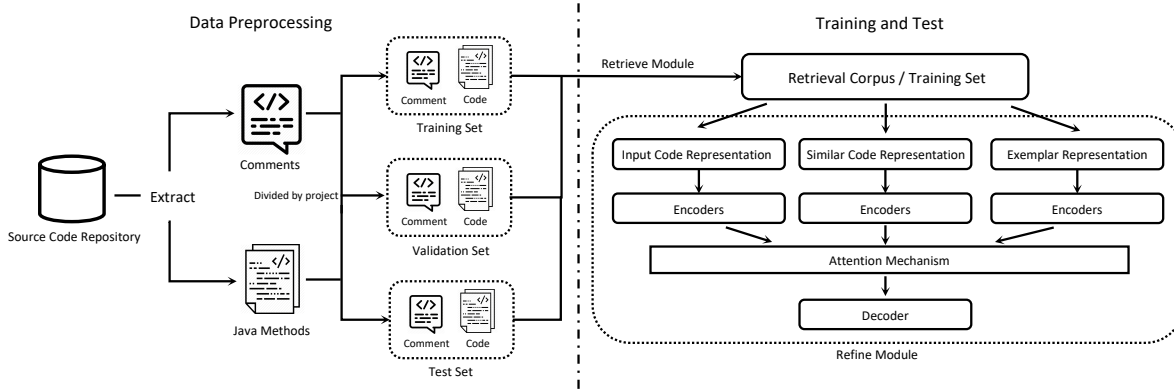 Data Preprocessing
Source Code Repository
Extract
</>
Comments
Java Methods
Divided by project
</>
Comment
</>
Code
Training Set
</>
Comment
</>
Code
Validation Set
</>
Comment
</>
Code
Test Set
Training and Test
Retrieve Module
Retrieval Corpus / Training Set
Input Code Representation
Similar Code Representation
Exemplar Representation
Encoders
Encoders
Encoders
Attention Mechanism
Decoder
Refine Module